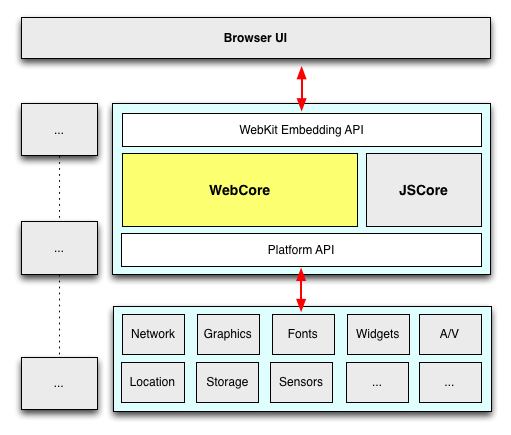 Browser UI
...
WebKit Embedding API
WebCore
JSCore
...
Platform API
Network
Graphics
Fonts
Widgets
A/V
...
Location
Storage
Sensors
...
...